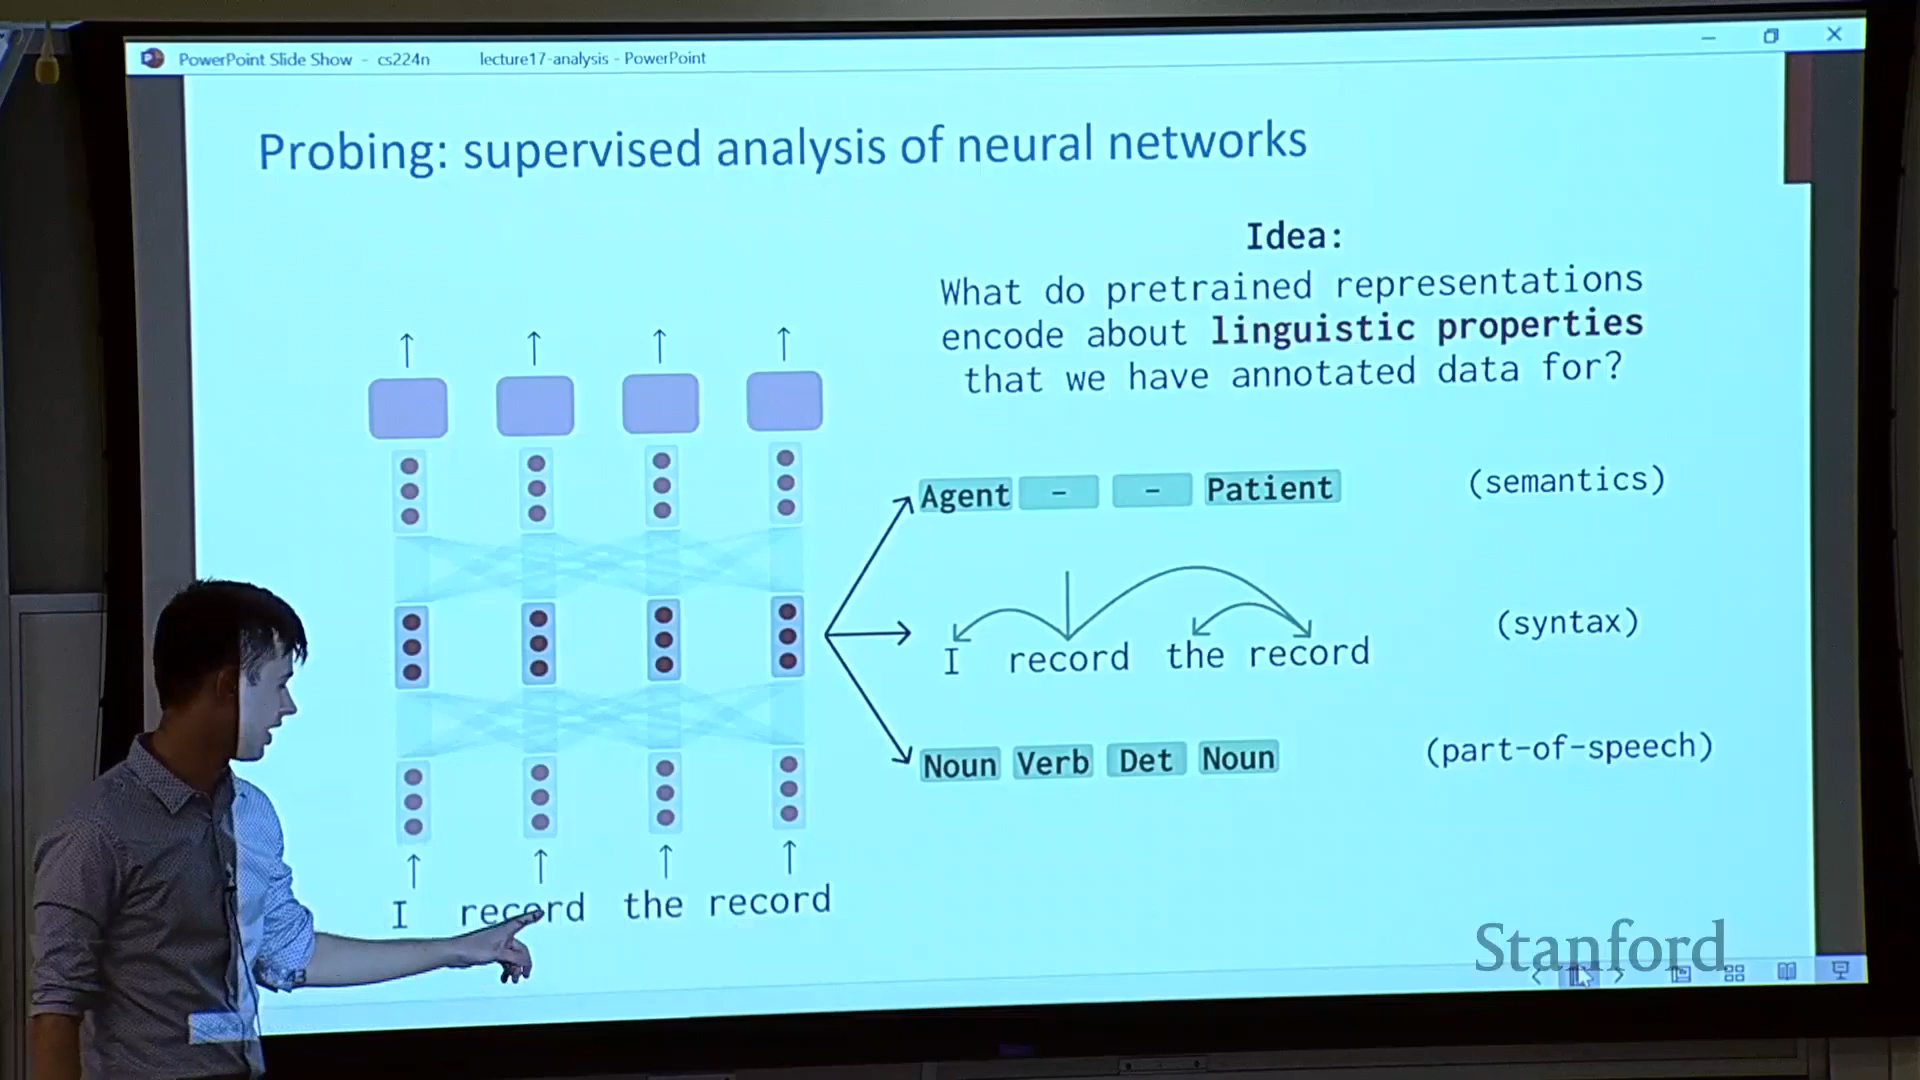 PowerPoint Slide Show - cs224n lecture17-analysis - PowerPoint
Probing: supervised analysis of neural networks
Idea:
What do pretrained representations
encode about linguistic properties
that we have annotated data for?
Agent - - Patient (semantics)
I record the record (syntax)
Noun Verb Det Noun (part-of-speech)
I record the record
Stanford
43